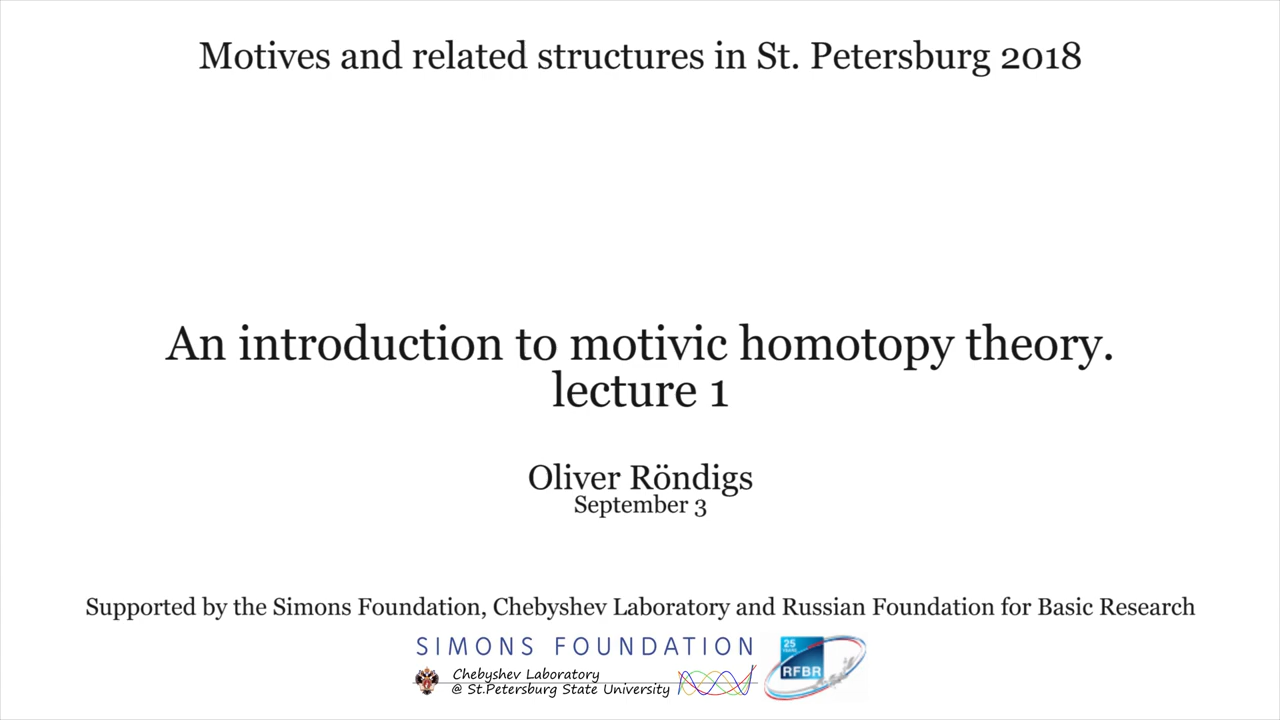 Motives and related structures in St. Petersburg 2018
An introduction to motivic homotopy theory.
lecture 1
Oliver Röndigs
September 3
Supported by the Simons Foundation, Chebyshev Laboratory and Russian Foundation for Basic Research
SIMONS FOUNDATION
25
YEARS
RFBR
Chebyshev Laboratory
@ St.Petersburg State University